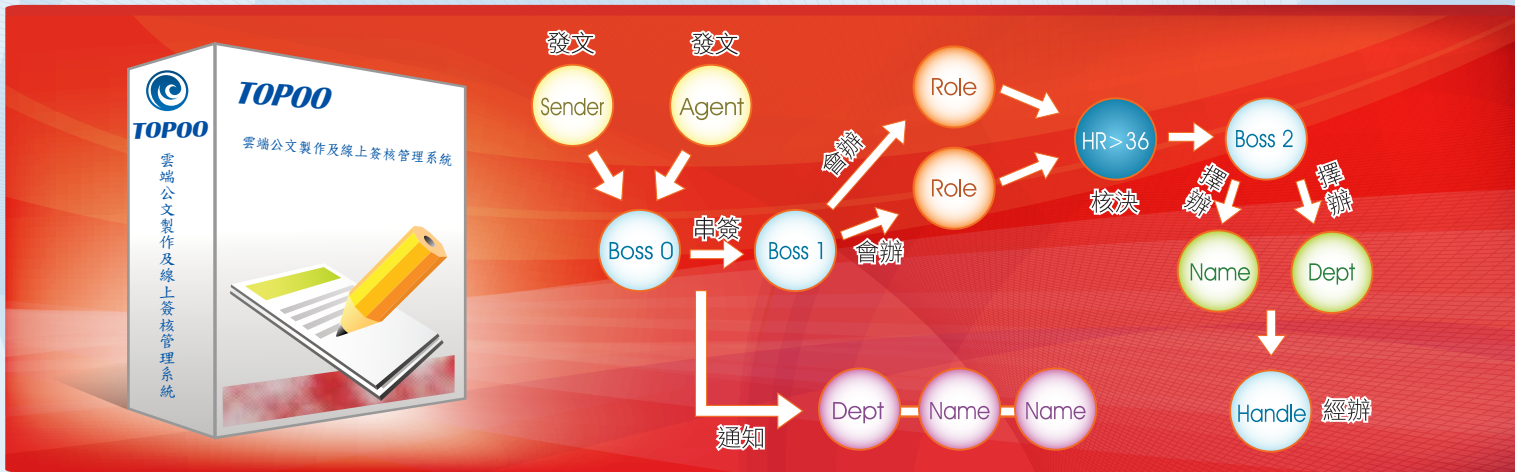 TOPOO
雲端公文製作及線上簽核管理系統
TOPOO
雲端公文製作及線上簽核管理系統
發文
發文
Sender
Agent
Boss 0
串簽
Boss 1
會辦
會辦
Role
Role
HR>36
核決
Boss 2
擇辦
擇辦
Name
Dept
Handle
經辦
通知
Dept
Name
Name